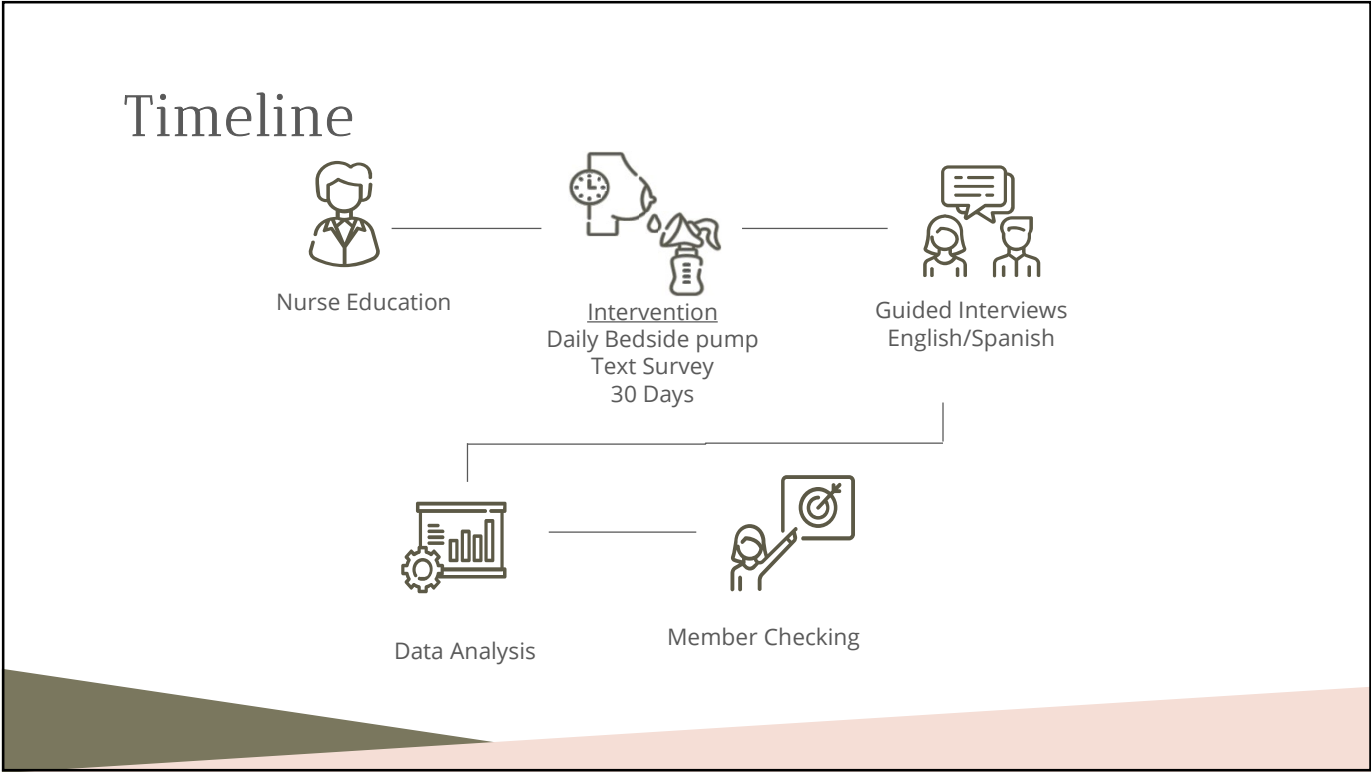 Timeline
Nurse Education
Intervention
Daily Bedside pump
Text Survey
30 Days
Guided Interviews
English/Spanish
Data Analysis
Member Checking